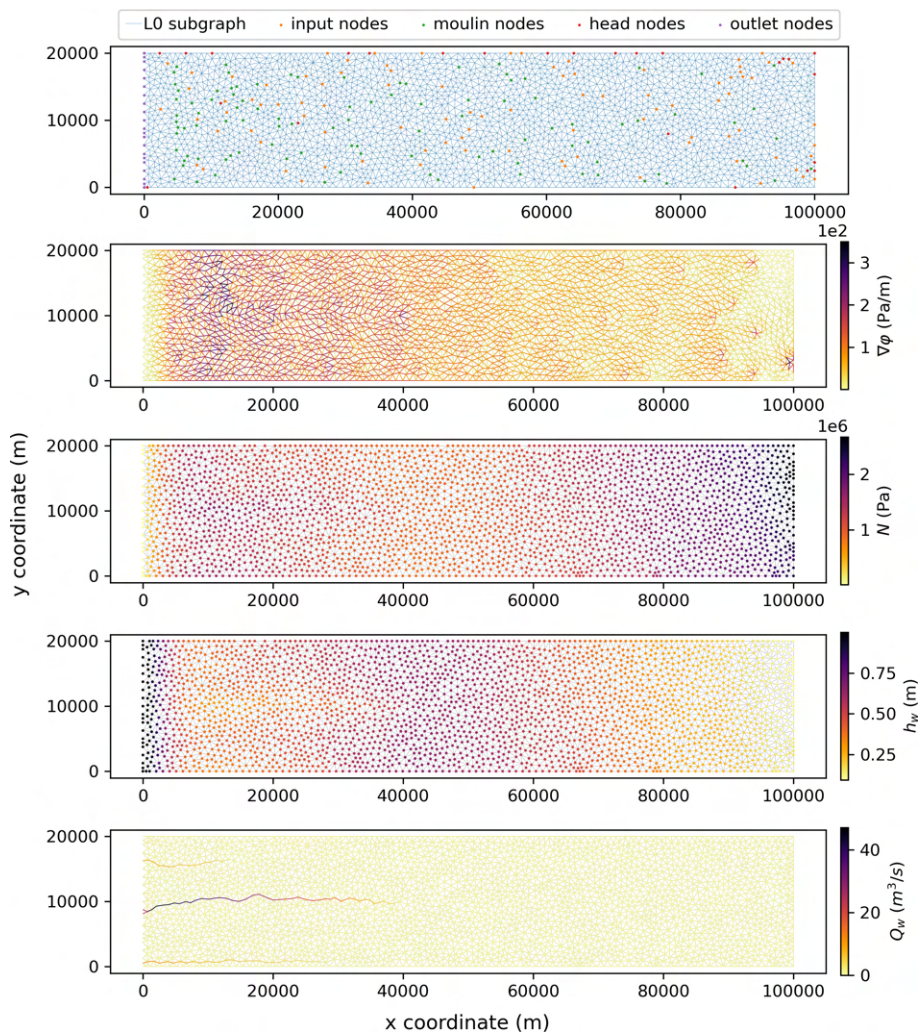 L0 subgraph input nodes moulin nodes head nodes outlet nodes
20000
10000
0
0 20000 40000 60000 80000 100000
1e2
20000
10000
0
0 20000 40000 60000 80000 100000
3
2
1
∇φ (Pa/m)
1e6
20000
10000
0
0 20000 40000 60000 80000 100000
2
1
N (Pa)
y coordinate (m)
20000
10000
0
0 20000 40000 60000 80000 100000
0.75
0.50
0.25
h_w (m)
20000
10000
0
0 20000 40000 60000 80000 100000
40
20
0
Q_w (m³/s)
x coordinate (m)